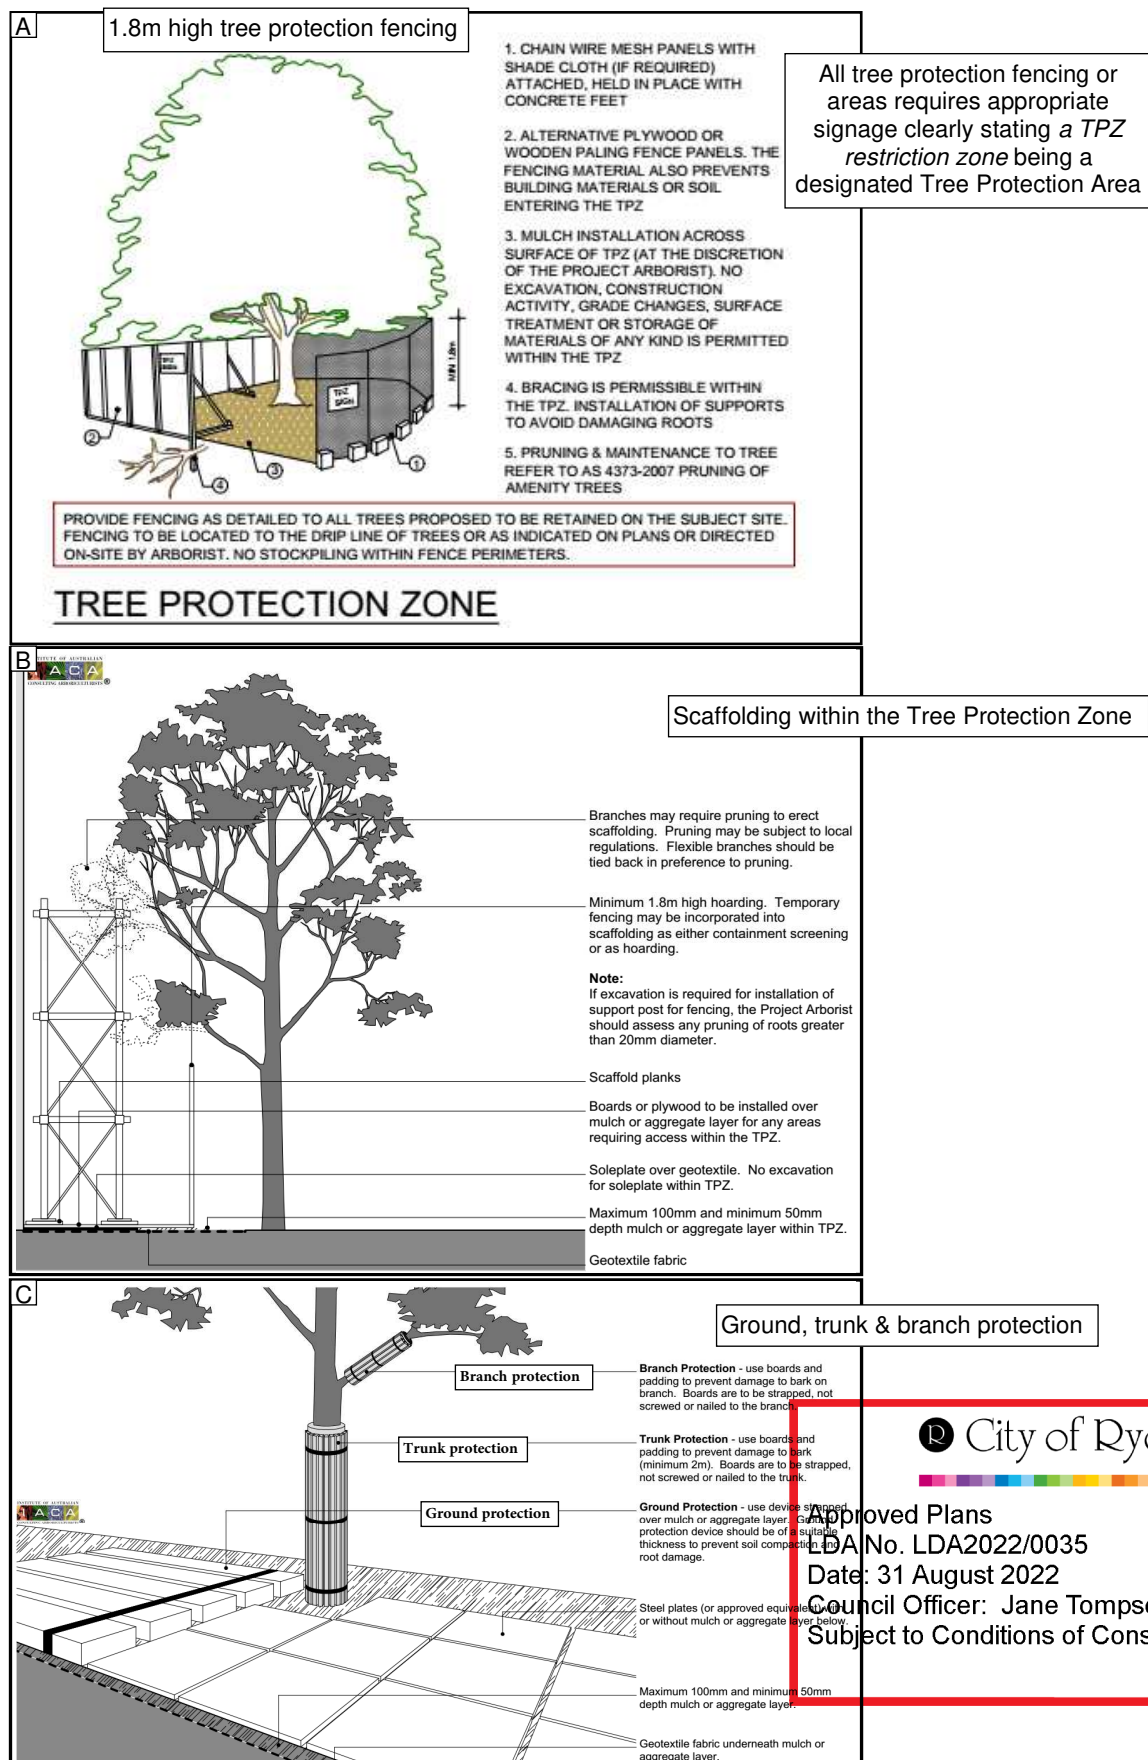 A
1.8m high tree protection fencing
1. CHAIN WIRE MESH PANELS WITH
SHADE CLOTH (IF REQUIRED)
ATTACHED, HELD IN PLACE WITH
CONCRETE FEET
All tree protection fencing or
areas requires appropriate
signage clearly stating a TPZ
restriction zone being a
designated Tree Protection Area
2. ALTERNATIVE PLYWOOD OR
WOODEN PALING FENCE PANELS. THE
FENCING MATERIAL ALSO PREVENTS
BUILDING MATERIALS OR SOIL
ENTERING THE TPZ
3. MULCH INSTALLATION ACROSS
SURFACE OF TPZ (AT THE DISCRETION
OF THE PROJECT ARBORIST). NO
EXCAVATION, CONSTRUCTION
ACTIVITY, GRADE CHANGES, SURFACE
TREATMENT OR STORAGE OF
MATERIALS OF ANY KIND IS PERMITTED
WITHIN THE TPZ
4. BRACING IS PERMISSIBLE WITHIN
THE TPZ. INSTALLATION OF SUPPORTS
TO AVOID DAMAGING ROOTS
5. PRUNING & MAINTENANCE TO TREE
REFER TO AS 4373-2007 PRUNING OF
AMENITY TREES
TPZ
SIGN
TPZ
SIGN
MIN 1.8m
2
3
1
4
PROVIDE FENCING AS DETAILED TO ALL TREES PROPOSED TO BE RETAINED ON THE SUBJECT SITE.
FENCING TO BE LOCATED TO THE DRIP LINE OF TREES OR AS INDICATED ON PLANS OR DIRECTED
ON-SITE BY ARBORIST. NO STOCKPILING WITHIN FENCE PERIMETERS.
TREE PROTECTION ZONE
B
TITUTE OF AUSTRALIAN
IACA
CONSULTING ARBORICULTURISTS ®
Scaffolding within the Tree Protection Zone
Branches may require pruning to erect
scaffolding. Pruning may be subject to local
regulations. Flexible branches should be
tied back in preference to pruning.
Minimum 1.8m high hoarding. Temporary
fencing may be incorporated into
scaffolding as either containment screening
or as hoarding.
Note:
If excavation is required for installation of
support post for fencing, the Project Arborist
should assess any pruning of roots greater
than 20mm diameter.
Scaffold planks
Boards or plywood to be installed over
mulch or aggregate layer for any areas
requiring access within the TPZ.
Soleplate over geotextile. No excavation
for soleplate within TPZ.
Maximum 100mm and minimum 50mm
depth mulch or aggregate layer within TPZ.
Geotextile fabric
C
Ground, trunk & branch protection
Branch protection
Branch Protection - use boards and
padding to prevent damage to bark on
branch. Boards are to be strapped, not
screwed or nailed to the branch.
Trunk protection
Trunk Protection - use boards and
padding to prevent damage to bark
(minimum 2m). Boards are to be strapped,
not screwed or nailed to the trunk.
INSTITUTE OF AUSTRALIAN
IACA
CONSULTING ARBORICULTURISTS ®
Ground protection
Ground Protection - use device strapped
over mulch or aggregate layer. Ground
protection device should be of a suitable
thickness to prevent soil compaction and
root damage.
Steel plates (or approved equivalent) with
or without mulch or aggregate layer below.
Maximum 100mm and minimum 50mm
depth mulch or aggregate layer.
Geotextile fabric underneath mulch or
aggregate layer.
R City of Ryd
Approved Plans
LDA No. LDA2022/0035
Date: 31 August 2022
Council Officer: Jane Tompso
Subject to Conditions of Cons